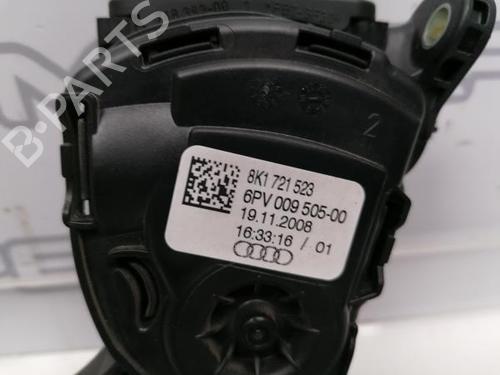 B-PARTS
2
8K1 721 523
6PV 009 505-00
19.11.2008
16:33:16 / 01